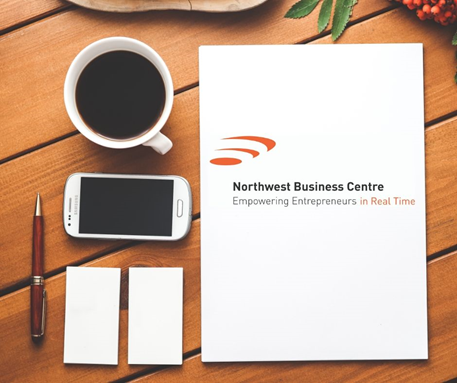 Northwest Business Centre
Empowering Entrepreneurs in Real Time